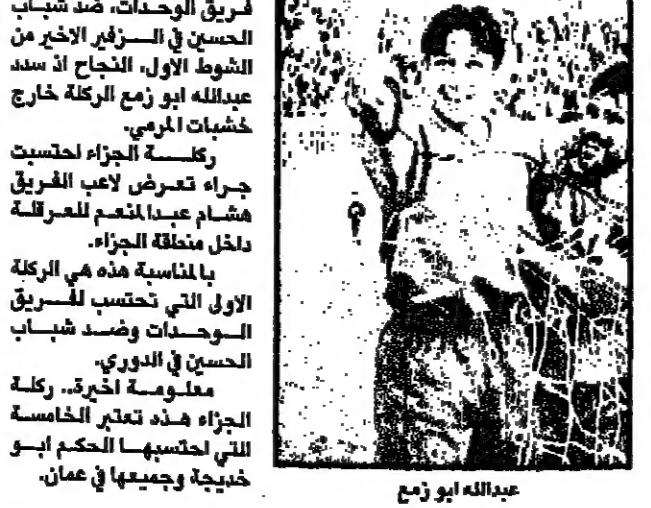 فريق الوحدات، ضد شباب
الحسين في الزفير الاخير من
الشوط الاول، النجاح اذ سدد
عبدالله ابو زمع الركلة خارج
خشبات المرمي.
ركلة الجزاء احتسبت
جراء تعرض لاعب الفريق
هشام عبدالمنعم للعرقلة
داخل منطقة الجزاء.
بالمناسبة هذه هي الركلة
الاولى التي تحتسب للفريق
الوحدات وضد شباب
الحسين في الدوري.
معلومة اخيرة.. ركلة
الجزاء هذد تعتبر الخامسة
التي احتسبها الحكم ابو
خديجة وجميعها في عمان.
عبدالله ابو زمع